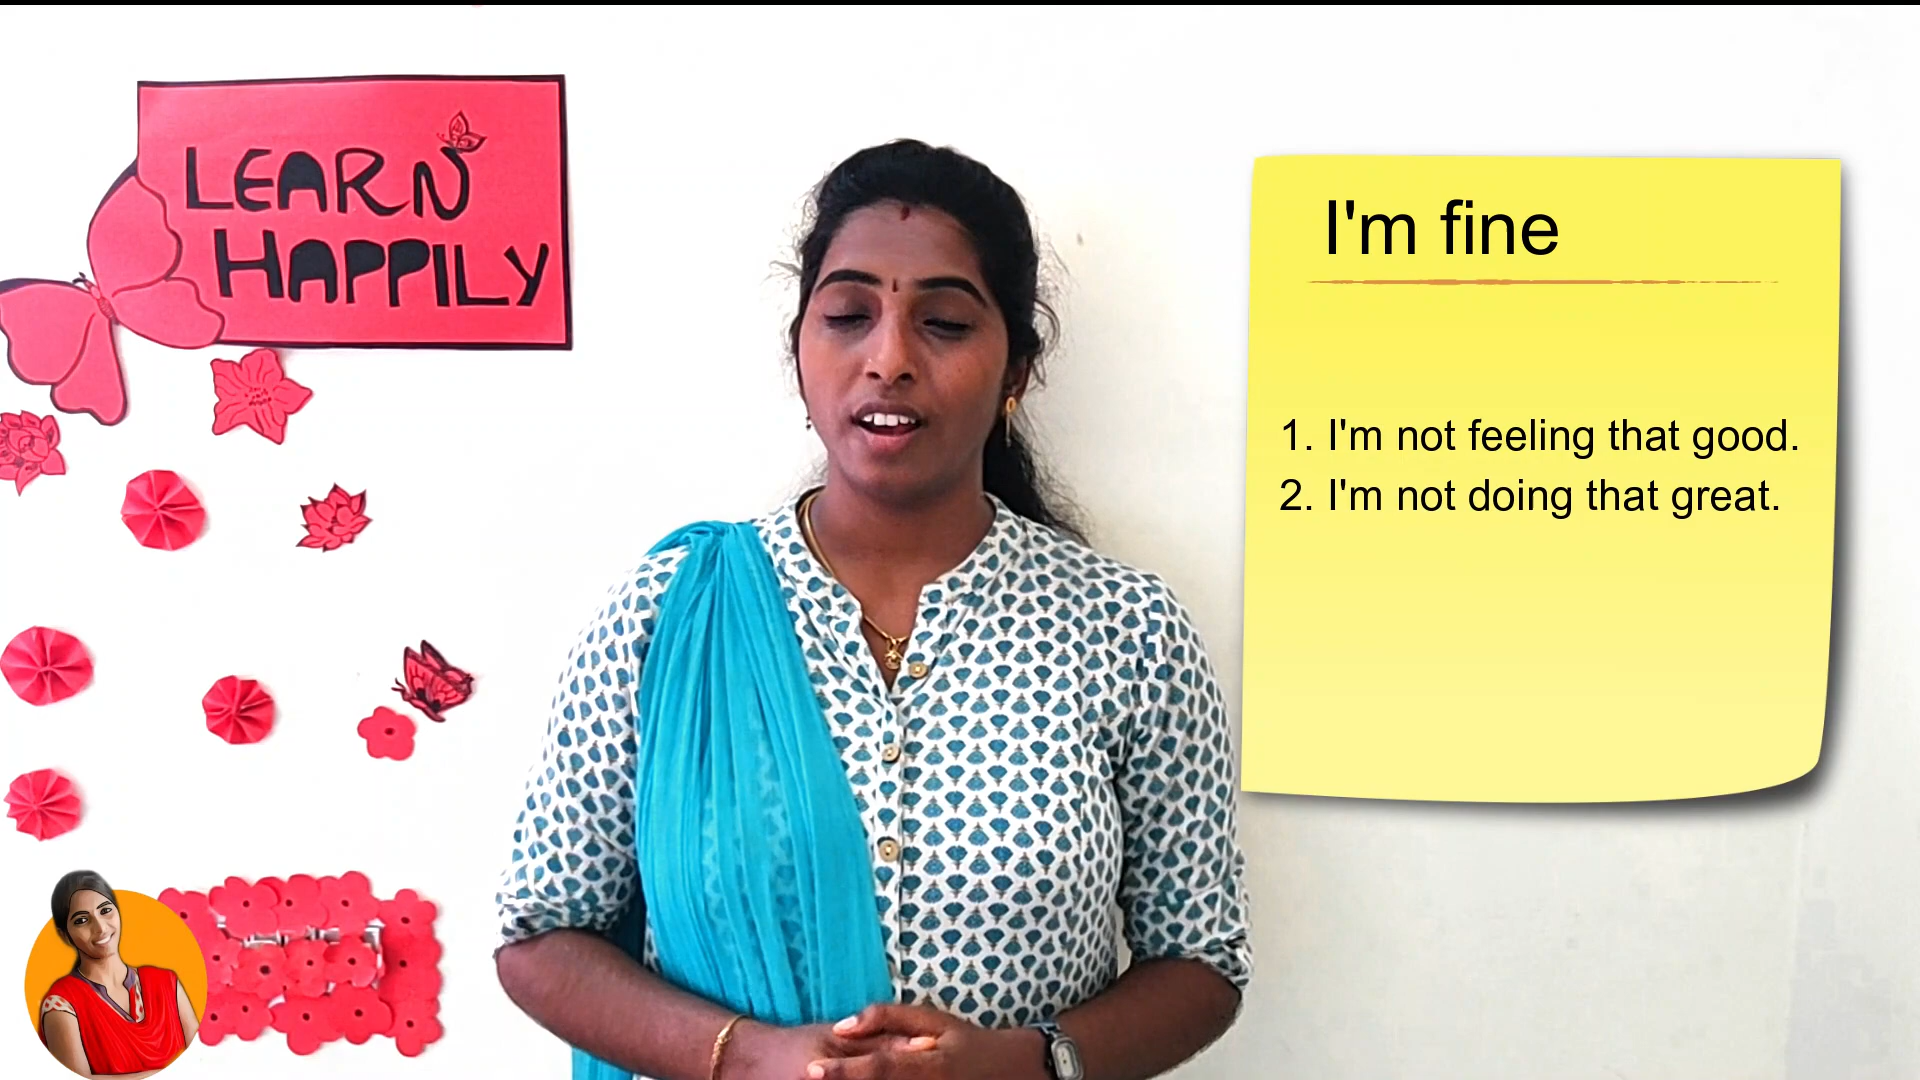 LEARN
HAPPILY
I'm fine
1. I'm not feeling that good.
2. I'm not doing that great.